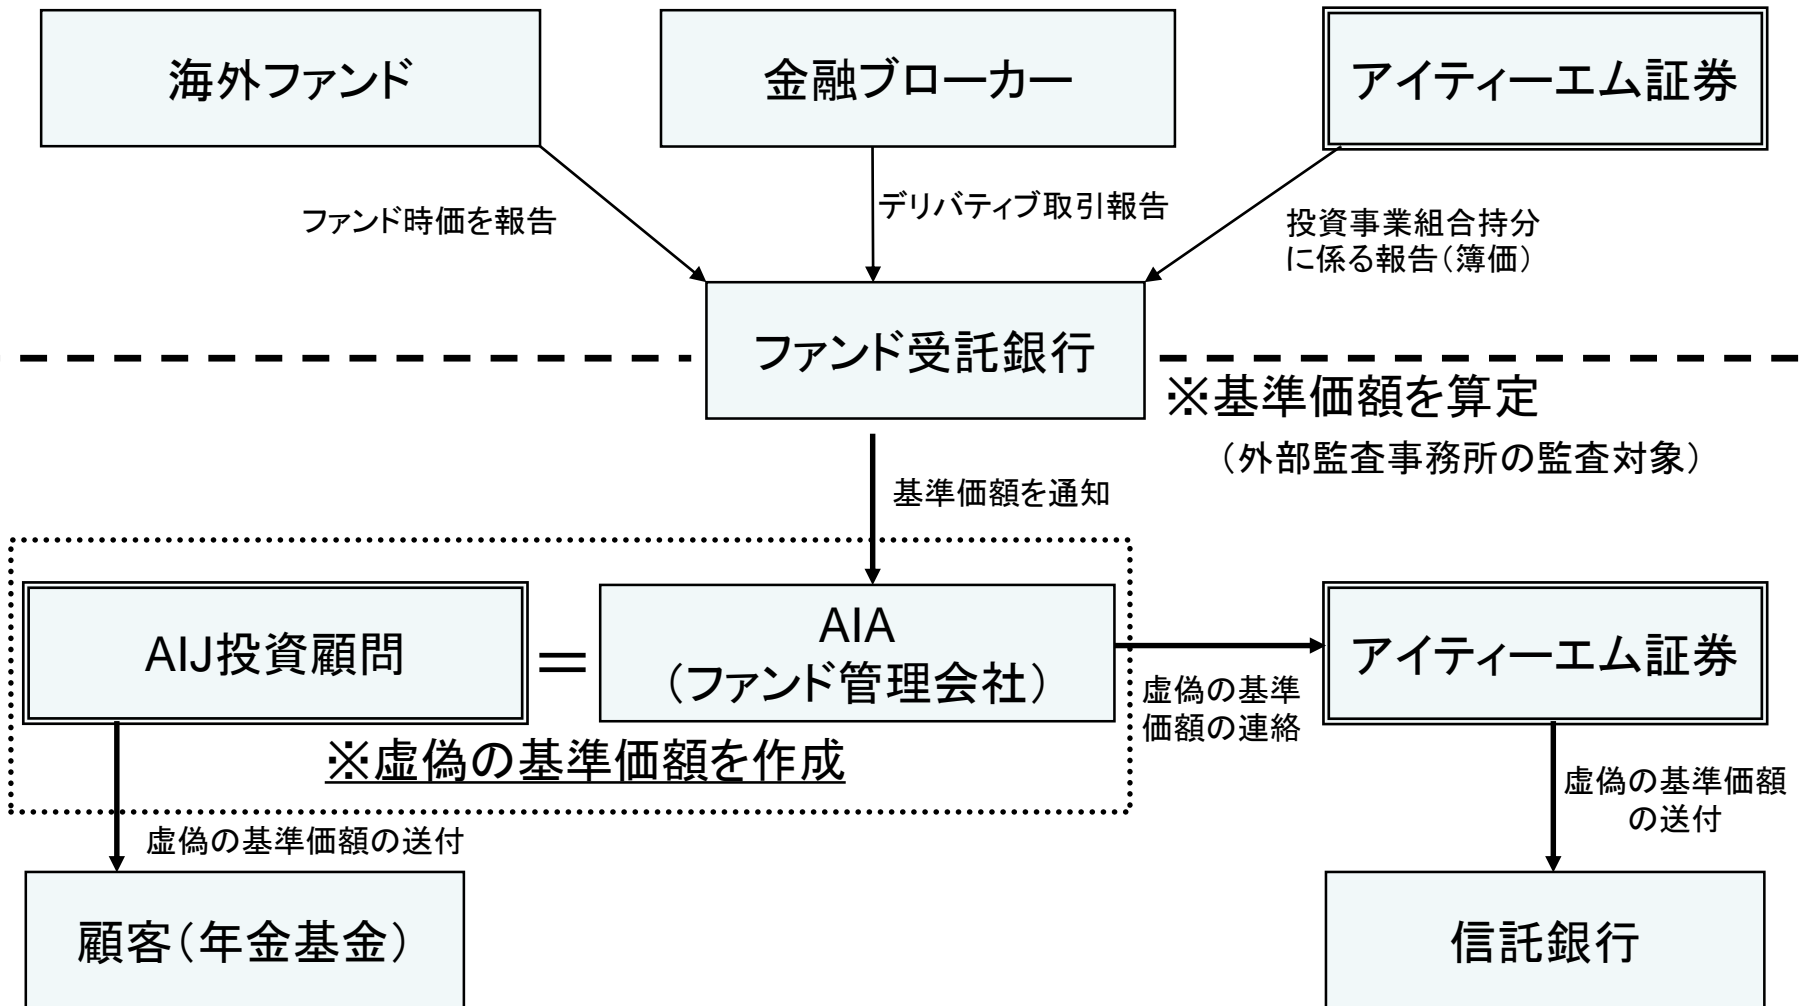 海外ファンド
金融ブローカー
アイティーエム証券
ファンド時価を報告
デリバティブ取引報告
投資事業組合持分
に係る報告（簿価）
ファンド受託銀行
※基準価額を算定
（外部監査事務所の監査対象）
基準価額を通知
AIJ投資顧問
＝
AIA
（ファンド管理会社）
アイティーエム証券
虚偽の基準
価額の連絡
※虚偽の基準価額を作成
虚偽の基準価額の送付
虚偽の基準価額
の送付
顧客（年金基金）
信託銀行